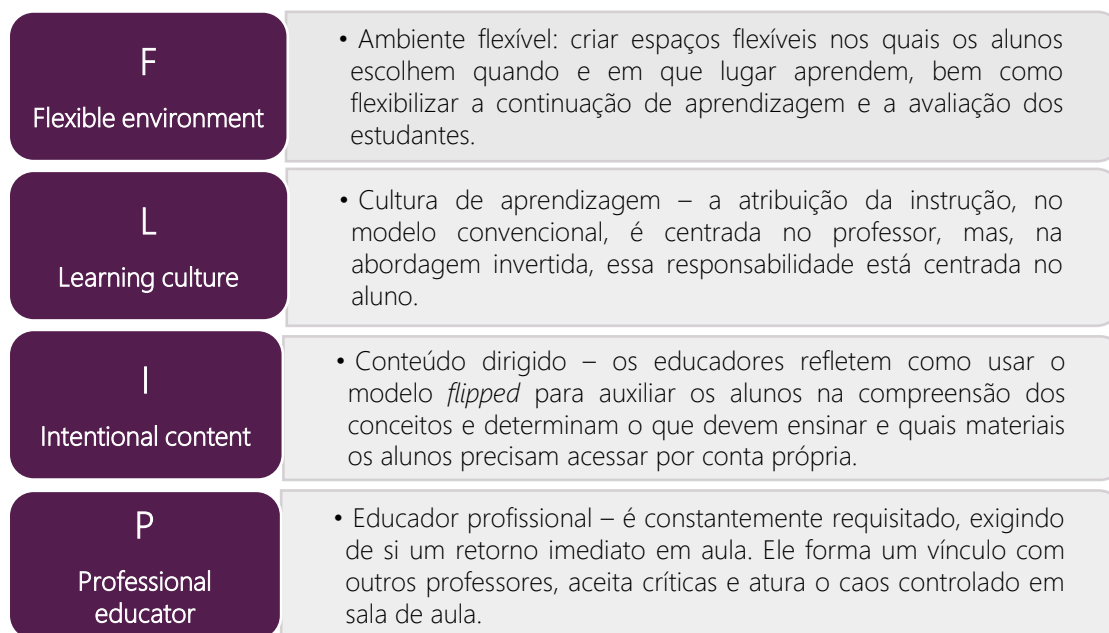 F
Flexible environment
• Ambiente flexível: criar espaços flexíveis nos quais os alunos
escolhem quando e em que lugar aprendem, bem como
flexibilizar a continuação de aprendizagem e a avaliação dos
estudantes.
L
Learning culture
• Cultura de aprendizagem – a atribuição da instrução, no
modelo convencional, é centrada no professor, mas, na
abordagem invertida, essa responsabilidade está centrada no
aluno.
I
Intentional content
• Conteúdo dirigido – os educadores refletem como usar o
modelo flipped para auxiliar os alunos na compreensão dos
conceitos e determinam o que devem ensinar e quais materiais
os alunos precisam acessar por conta própria.
P
Professional
educator
• Educador profissional – é constantemente requisitado, exigindo
de si um retorno imediato em aula. Ele forma um vínculo com
outros professores, aceita críticas e atura o caos controlado em
sala de aula.